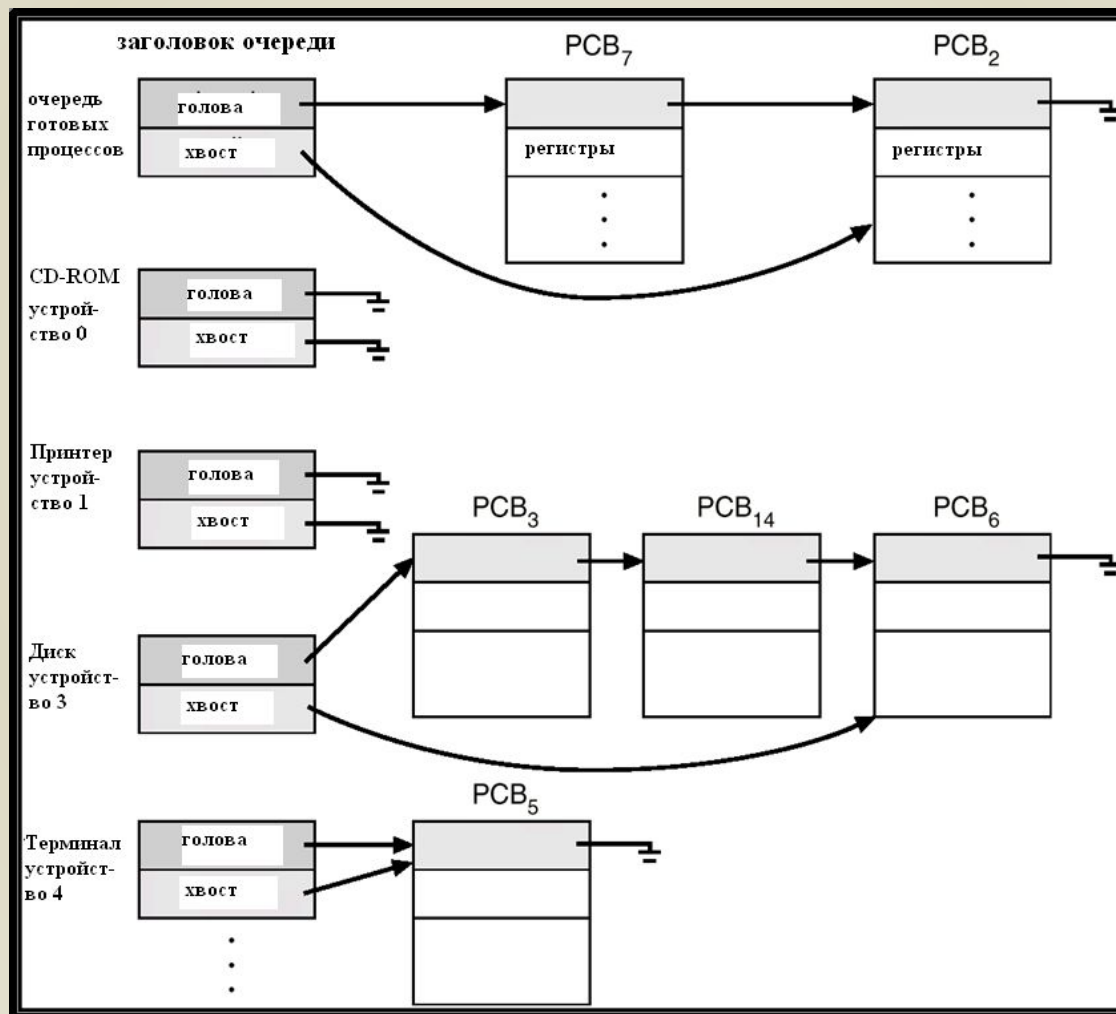 заголовок очереди
PCB7
PCB2
очередь
готовых
процессов
голова
хвост
регистры
регистры
CD-ROM
устрой-
ство 0
голова
хвост
Принтер
устрой-
ство 1
голова
хвост
PCB3
PCB14
PCB6
Диск
устройст-
во 3
голова
хвост
PCB5
Терминал
устройст-
во 4
голова
хвост